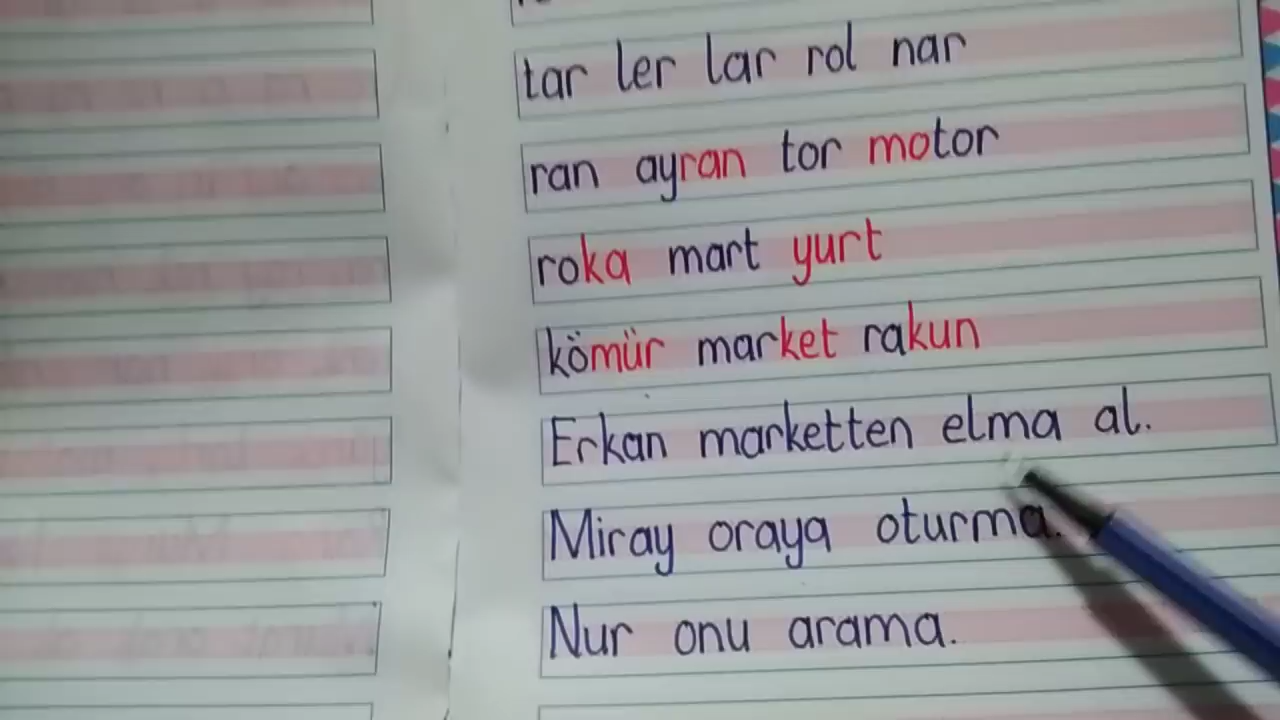 tar ler lar rol nar
ran ayran tor motor
roka mart yurt
kömür market rakun
Erkan marketten elma al.
Miray oraya oturma.
Nur onu arama.